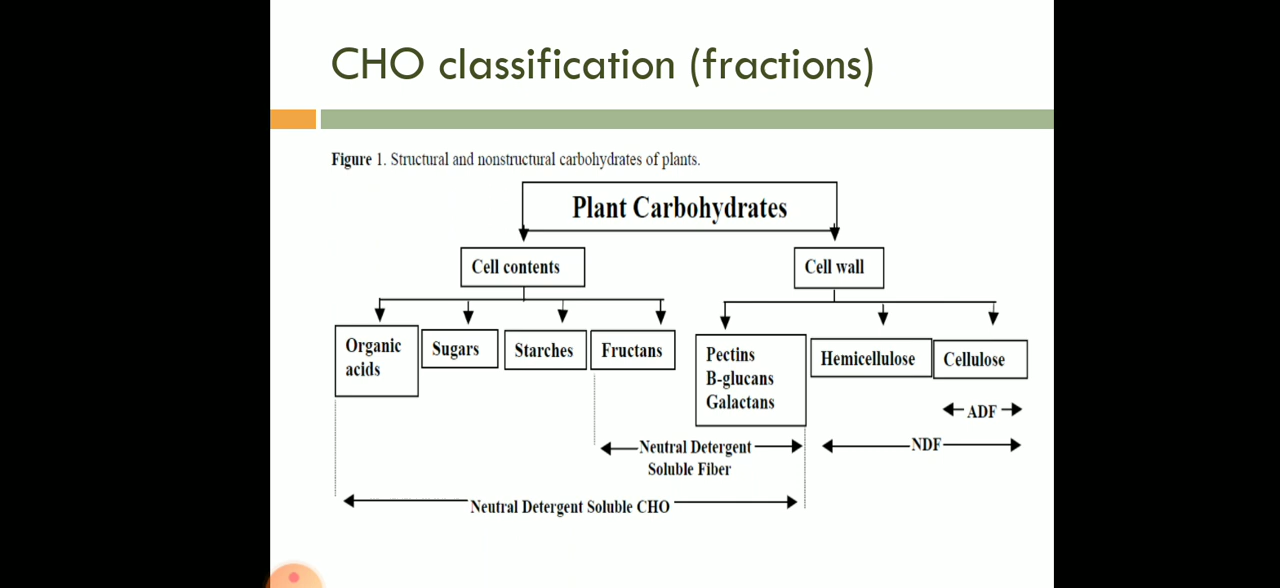 CHO classification (fractions)
Figure 1. Structural and nonstructural carbohydrates of plants.
Plant Carbohydrates
Cell contents
Cell wall
Organic
acids
Sugars
Starches
Fructans
Pectins
B-glucans
Galactans
Hemicellulose
Cellulose
ADF
NDF
Neutral Detergent
Soluble Fiber
Neutral Detergent Soluble CHO